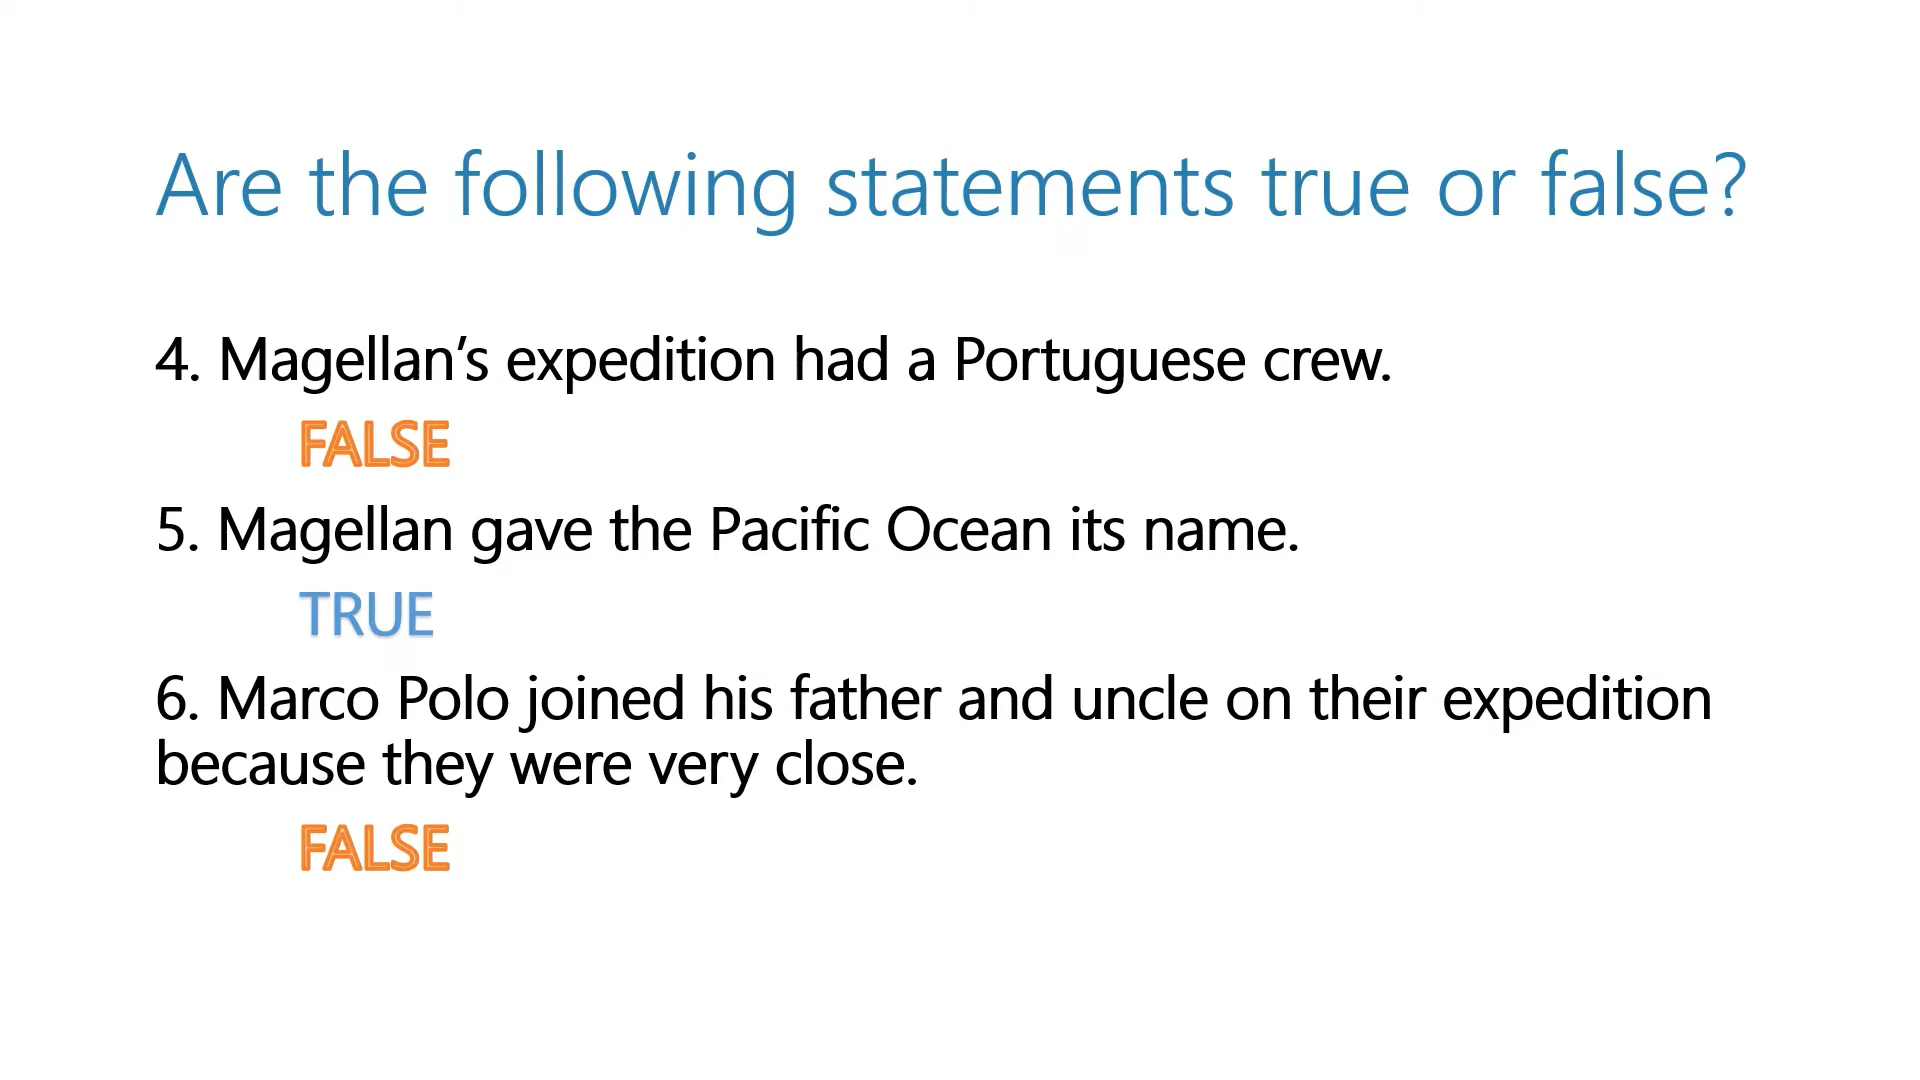 Are the following statements true or false?
4. Magellan’s expedition had a Portuguese crew.
FALSE
5. Magellan gave the Pacific Ocean its name.
TRUE
6. Marco Polo joined his father and uncle on their expedition
because they were very close.
FALSE